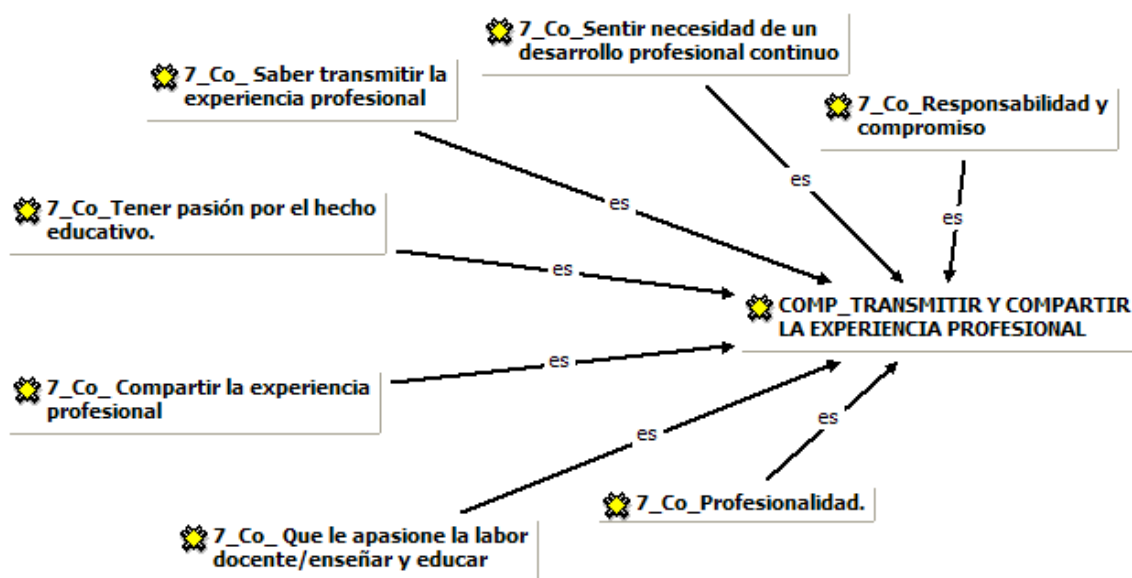 7_Co_Sentir necesidad de un
desarrollo profesional continuo
7_Co_ Saber transmitir la
experiencia profesional
7_Co_Responsabilidad y
compromiso
es
es
7_Co_Tener pasión por el hecho
educativo.
es
es
COMP_TRANSMITIR Y COMPARTIR
LA EXPERIENCIA PROFESIONAL
7_Co_ Compartir la experiencia
profesional
es
es
es
7_Co_Profesionalidad.
7_Co_ Que le apasione la labor
docente/enseñar y educar